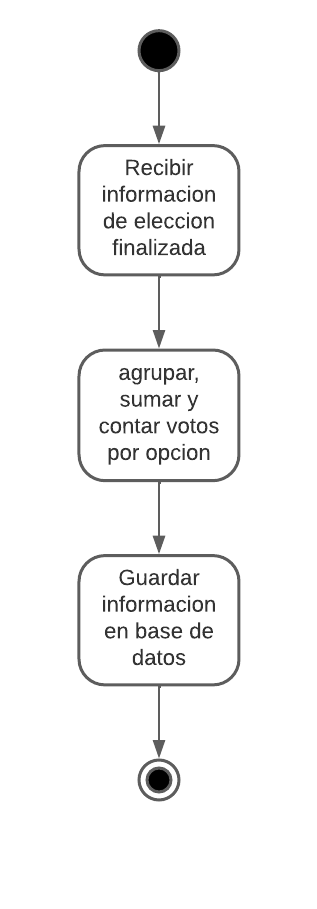 Recibir
informacion
de eleccion
finalizada
agrupar,
sumar y
contar votos
por opcion
Guardar
informacion
en base de
datos